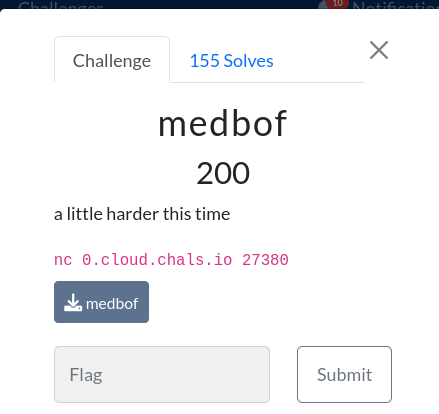 Challenges
10
Notification
Challenge
155 Solves
medbof
200
a little harder this time
nc 0.cloud.chals.io 27380
medbof
Flag
Submit